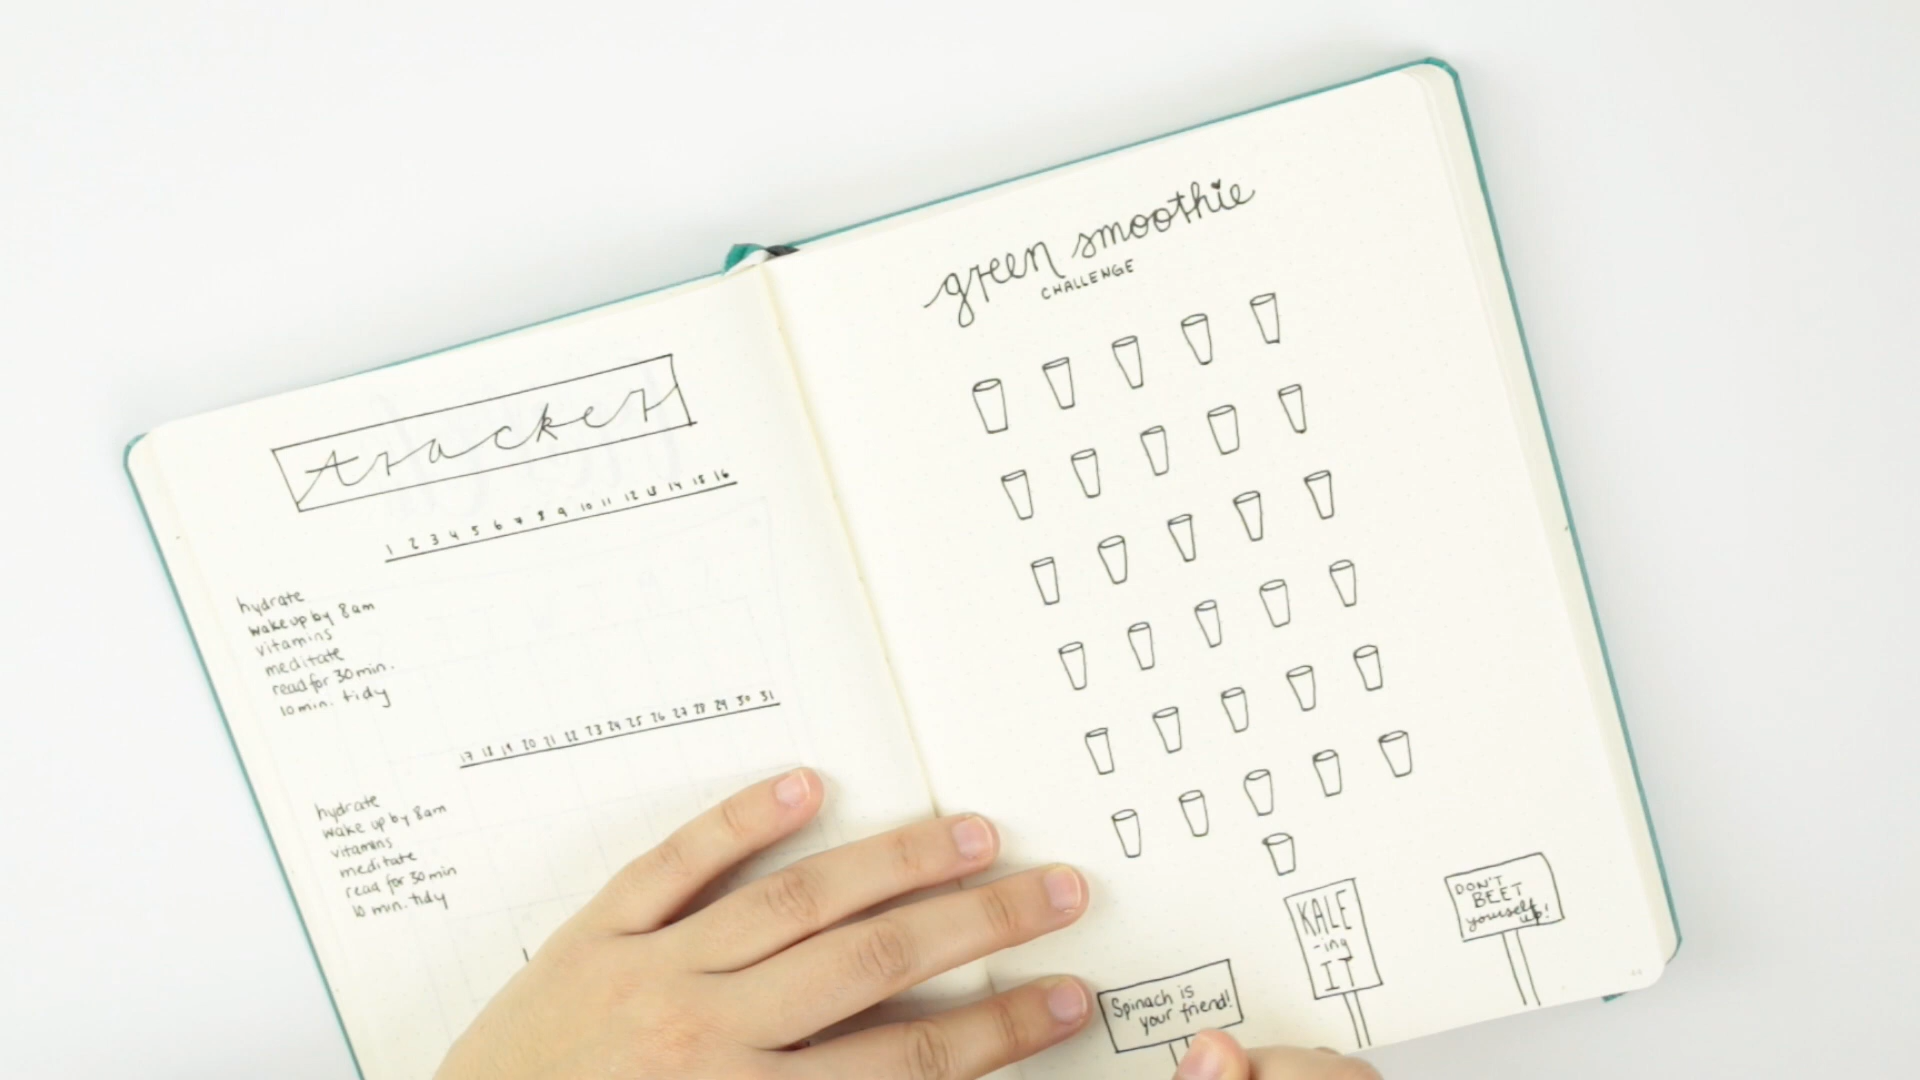 tracker
1 2 3 4 5 6 7 8 9 10 11 12 13 14 15 16
hydrate
wake up by 8am
vitamins
meditate
read for 30 min.
10 min. tidy
17 18 19 20 21 22 23 24 25 26 27 28 29 30 31
hydrate
wake up by 8am
vitamins
meditate
read for 30 min
10 min. tidy
green smoothie
CHALLENGE
Spinach is
your friend!
KALE
-ing
IT
DON'T
BEET
yourself
up!